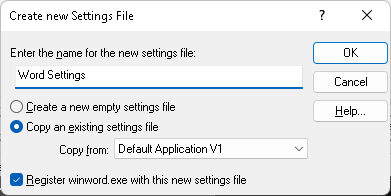 Create new Settings File
Enter the name for the new settings file:
OK
Word Settings
Cancel
Create a new empty settings file
Help...
Copy an existing settings file
Copy from: Default Application V1
Register winword.exe with this new settings file